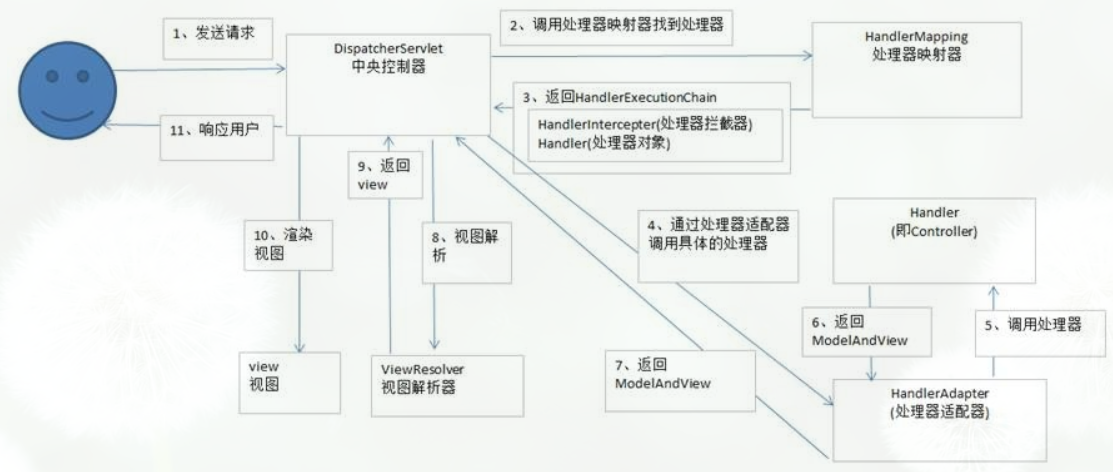 1、发送请求
DispatcherServlet
中央控制器
2、调用处理器映射器找到处理器
HandlerMapping
处理器映射器
3、返回HandlerExecutionChain
HandlerIntercepter(处理器拦截器)
Handler(处理器对象)
11、响应用户
9、返回
view
10、渲染
视图
8、视图解
析
4、通过处理器适配器
调用具体的处理器
Handler
(即Controller)
6、返回
ModelAndView
5、调用处理器
7、返回
ModelAndView
view
视图
ViewResolver
视图解析器
HandlerAdapter
(处理器适配器)